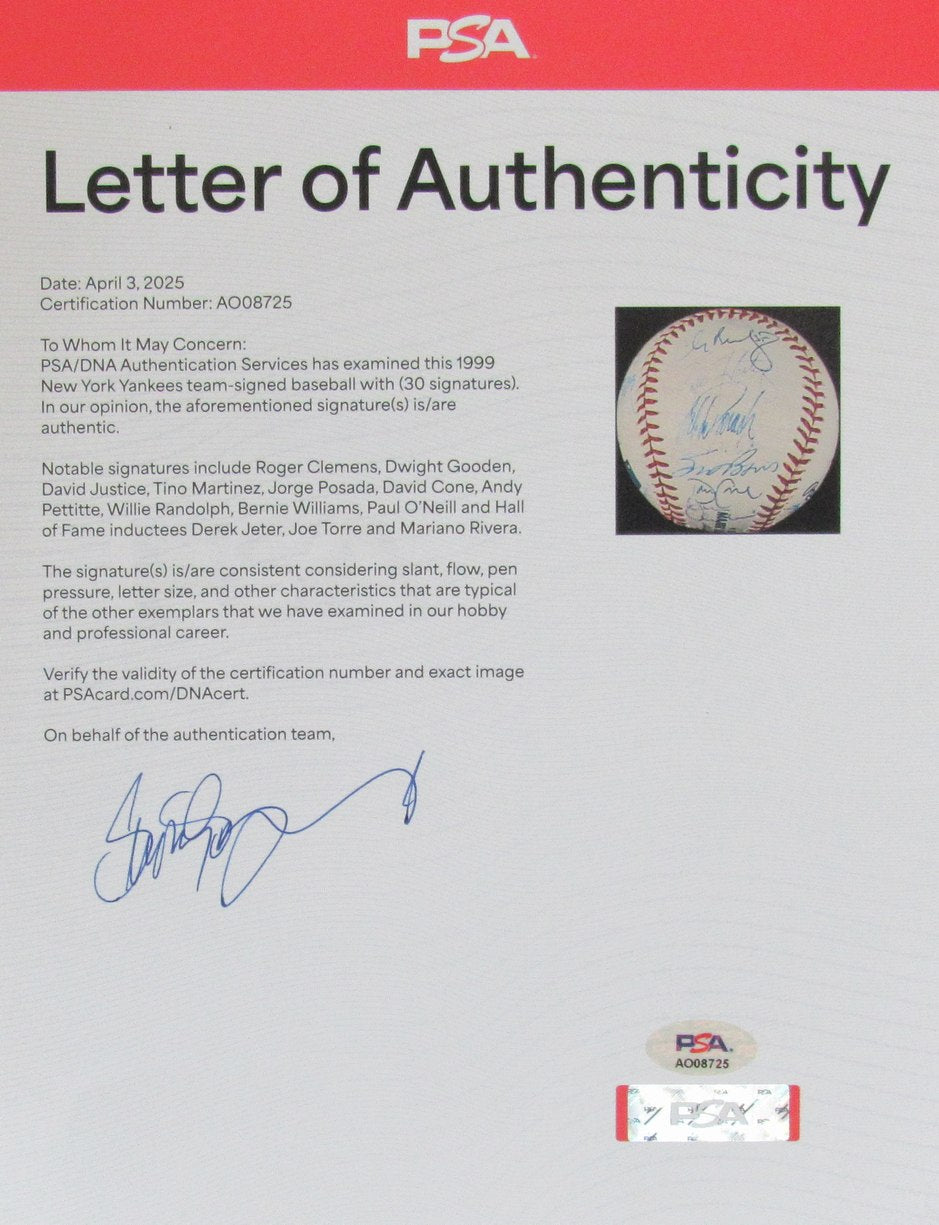 PSA
Letter of Authenticity
Date: April 3, 2025
Certification Number: AO08725
To Whom It May Concern:
PSA/DNA Authentication Services has examined this 1999
New York Yankees team-signed baseball with (30 signatures).
In our opinion, the aforementioned signature(s) is/are
authentic.
Notable signatures include Roger Clemens, Dwight Gooden,
David Justice, Tino Martinez, Jorge Posada, David Cone, Andy
Pettitte, Willie Randolph, Bernie Williams, Paul O'Neill and Hall
of Fame inductees Derek Jeter, Joe Torre and Mariano Rivera.
The signature(s) is/are consistent considering slant, flow, pen
pressure, letter size, and other characteristics that are typical
of the other exemplars that we have examined in our hobby
and professional career.
Verify the validity of the certification number and exact image
at PSAcard.com/DNAcert.
On behalf of the authentication team,
PSA
AO08725
PSA